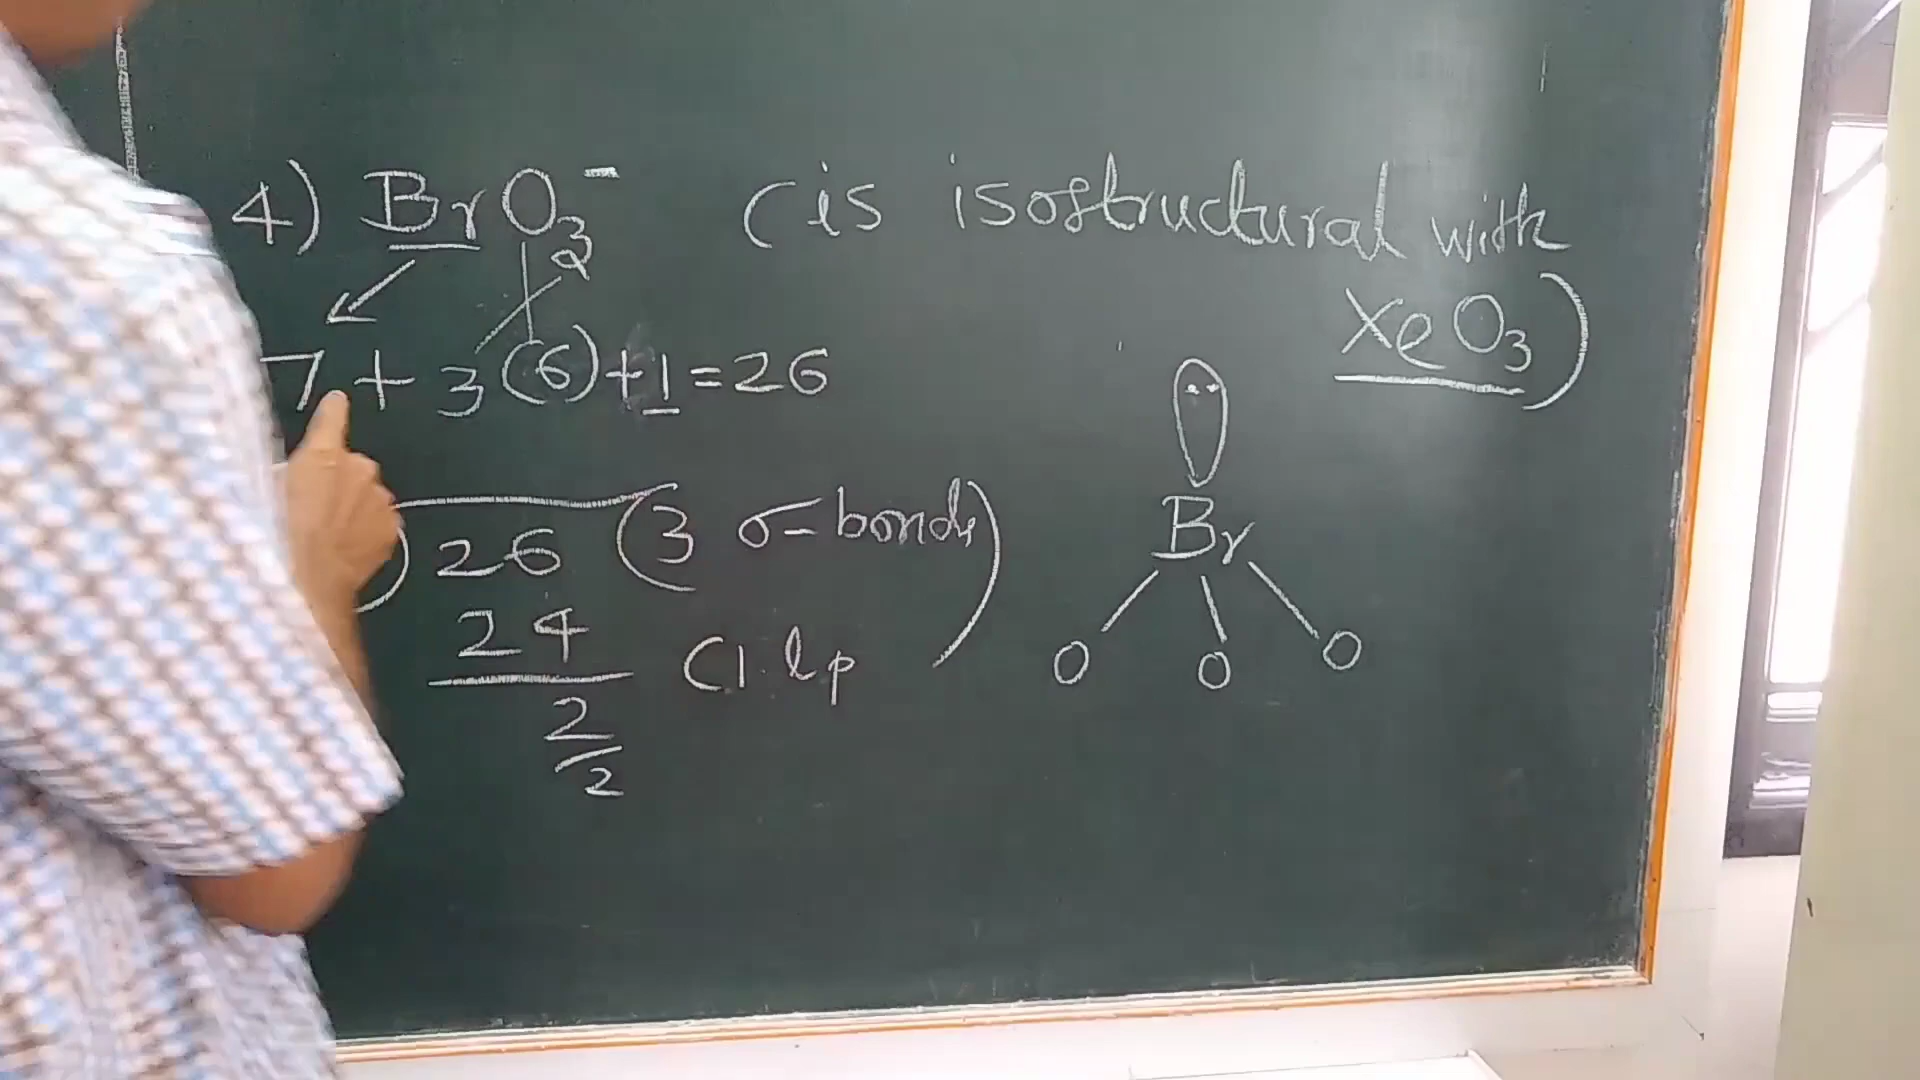 4) BrO₃⁻ (is isostructural with
XeO₃)
7 + 3(6)+1=26
) 26 (3 σ-bonds)
24 (1 lp
2
2
Br
O O O